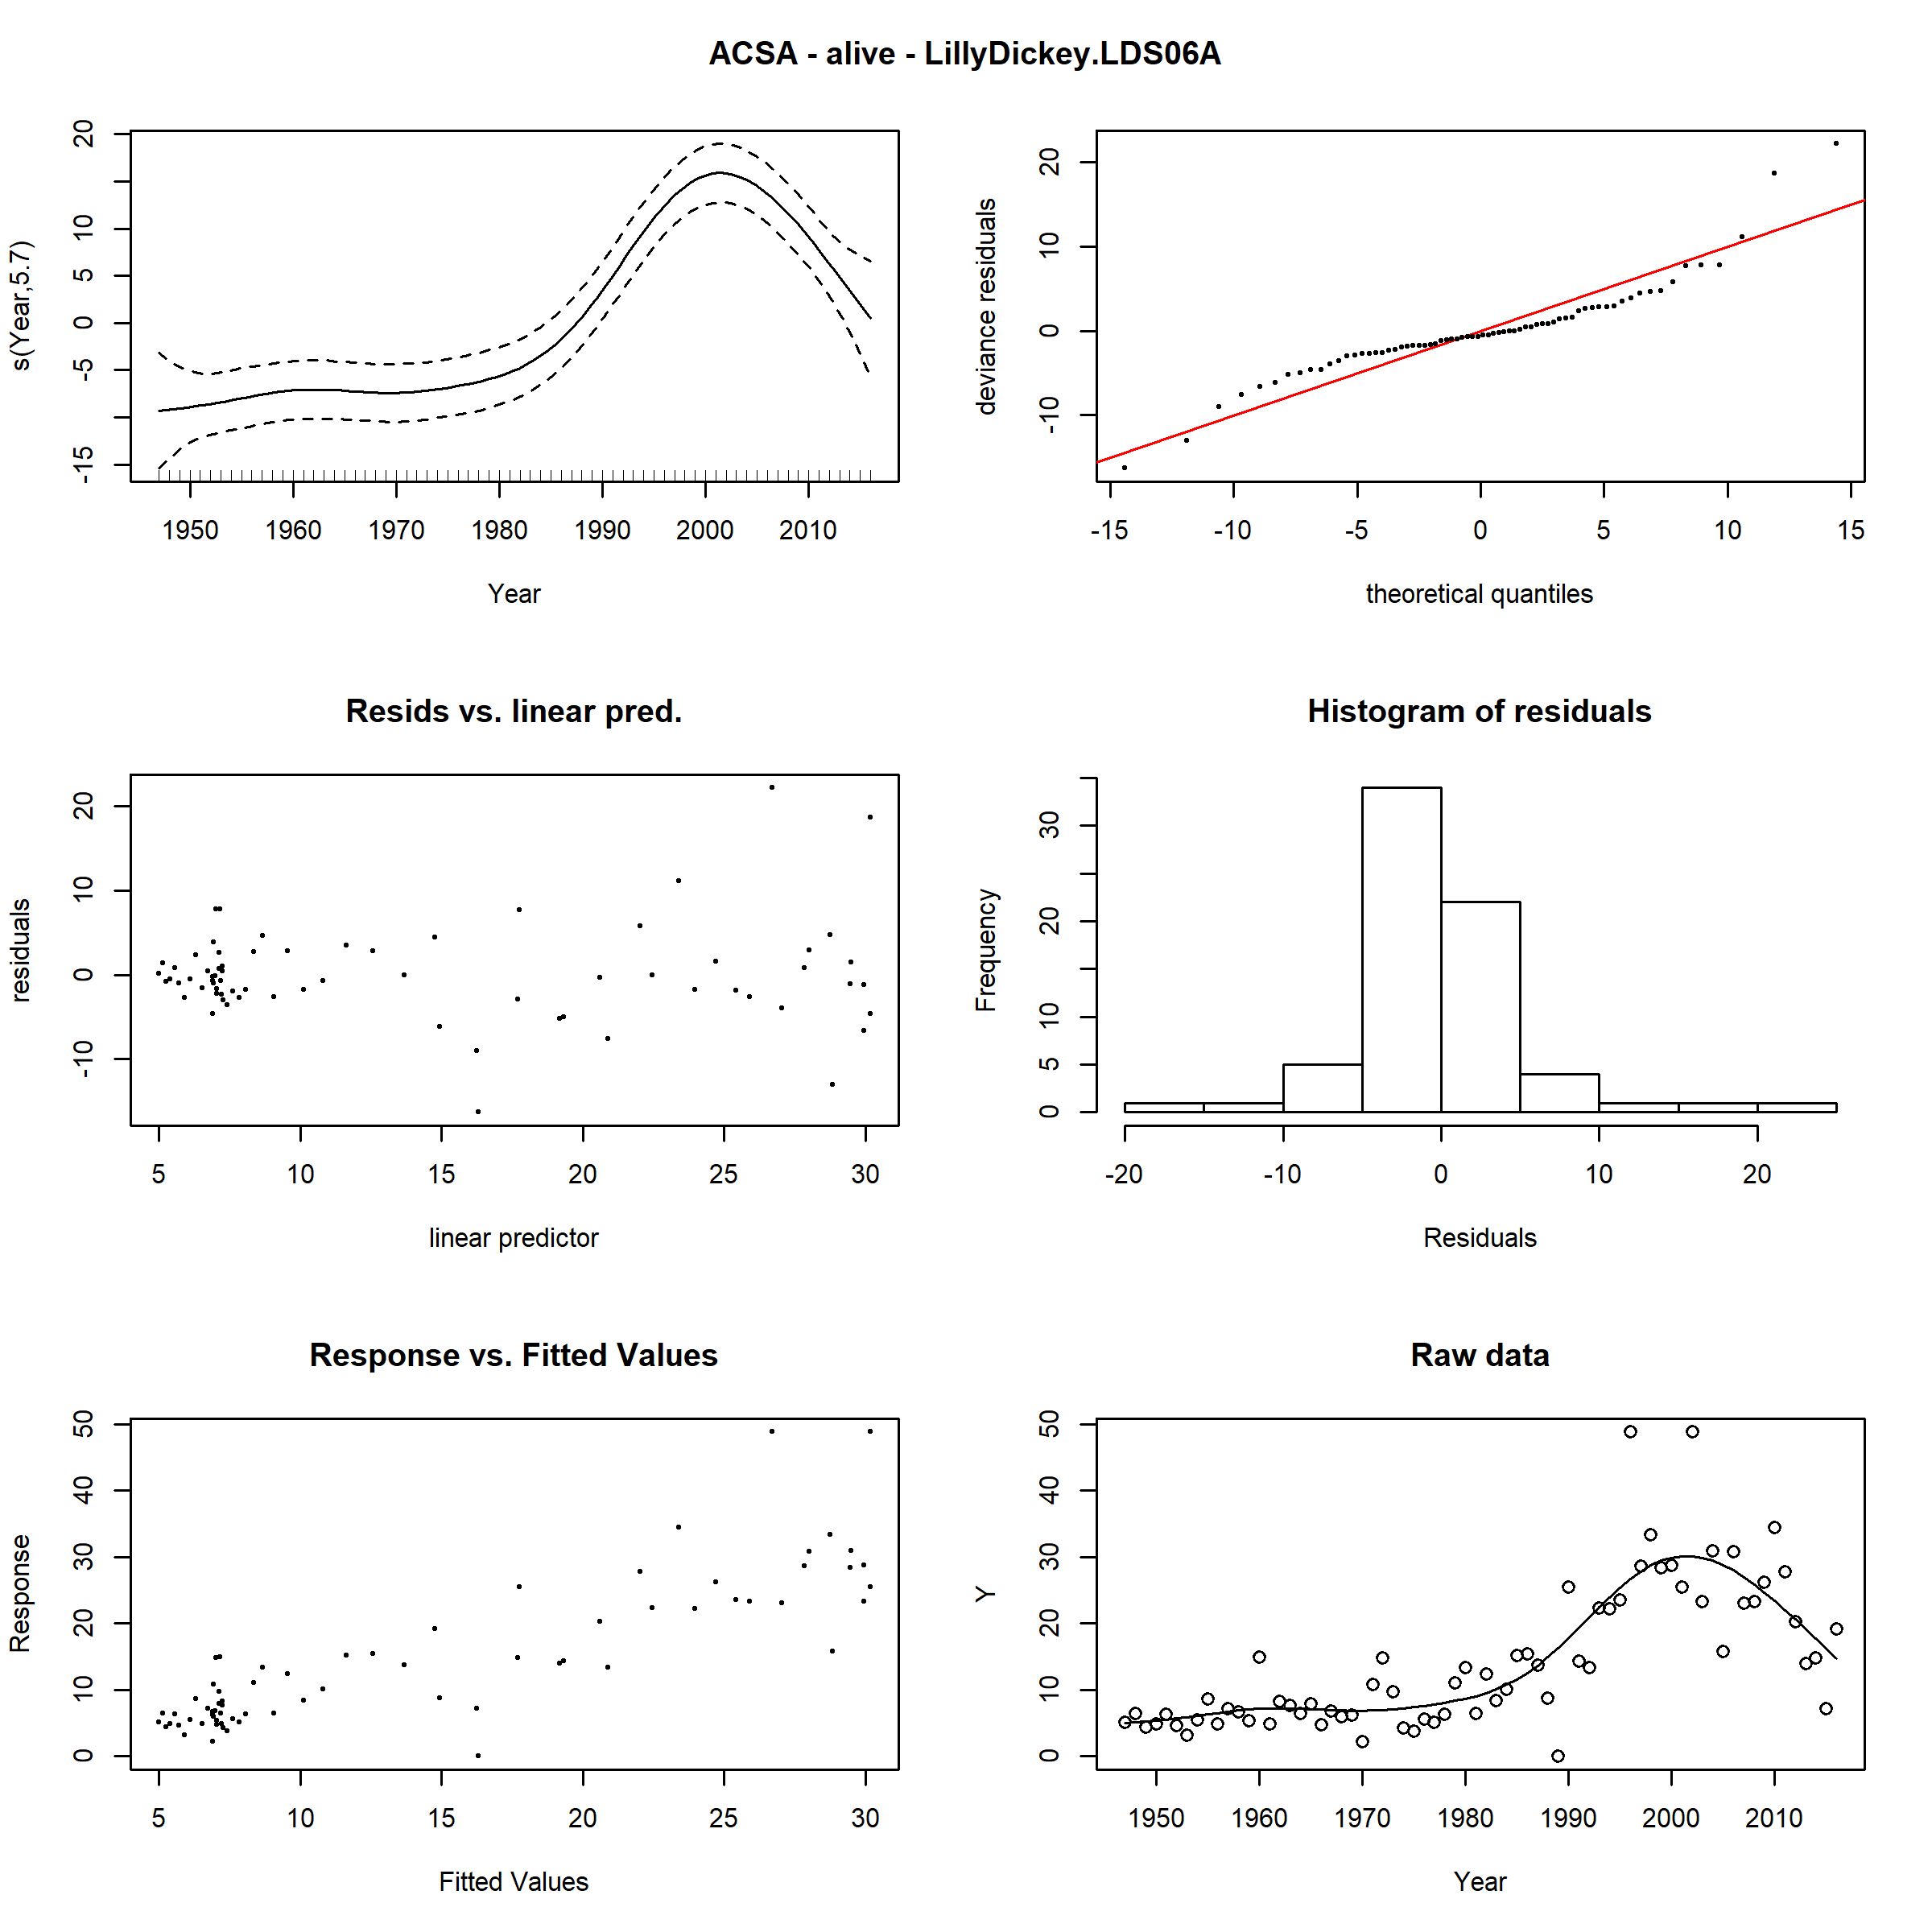 ACSA - alive - LillyDickey.LDS06A
s(Year,5.7)
-15 -5 0 5 10 20
1950 1960 1970 1980 1990 2000 2010
Year
deviance residuals
-10 0 10 20
-15 -10 -5 0 5 10 15
theoretical quantiles
Resids vs. linear pred.
residuals
-10 0 10 20
5 10 15 20 25 30
linear predictor
Histogram of residuals
Frequency
0 5 10 20 30
-20 -10 0 10 20
Residuals
Response vs. Fitted Values
Response
0 10 20 30 40 50
5 10 15 20 25 30
Fitted Values
Raw data
Y
0 10 20 30 40 50
1950 1960 1970 1980 1990 2000 2010
Year